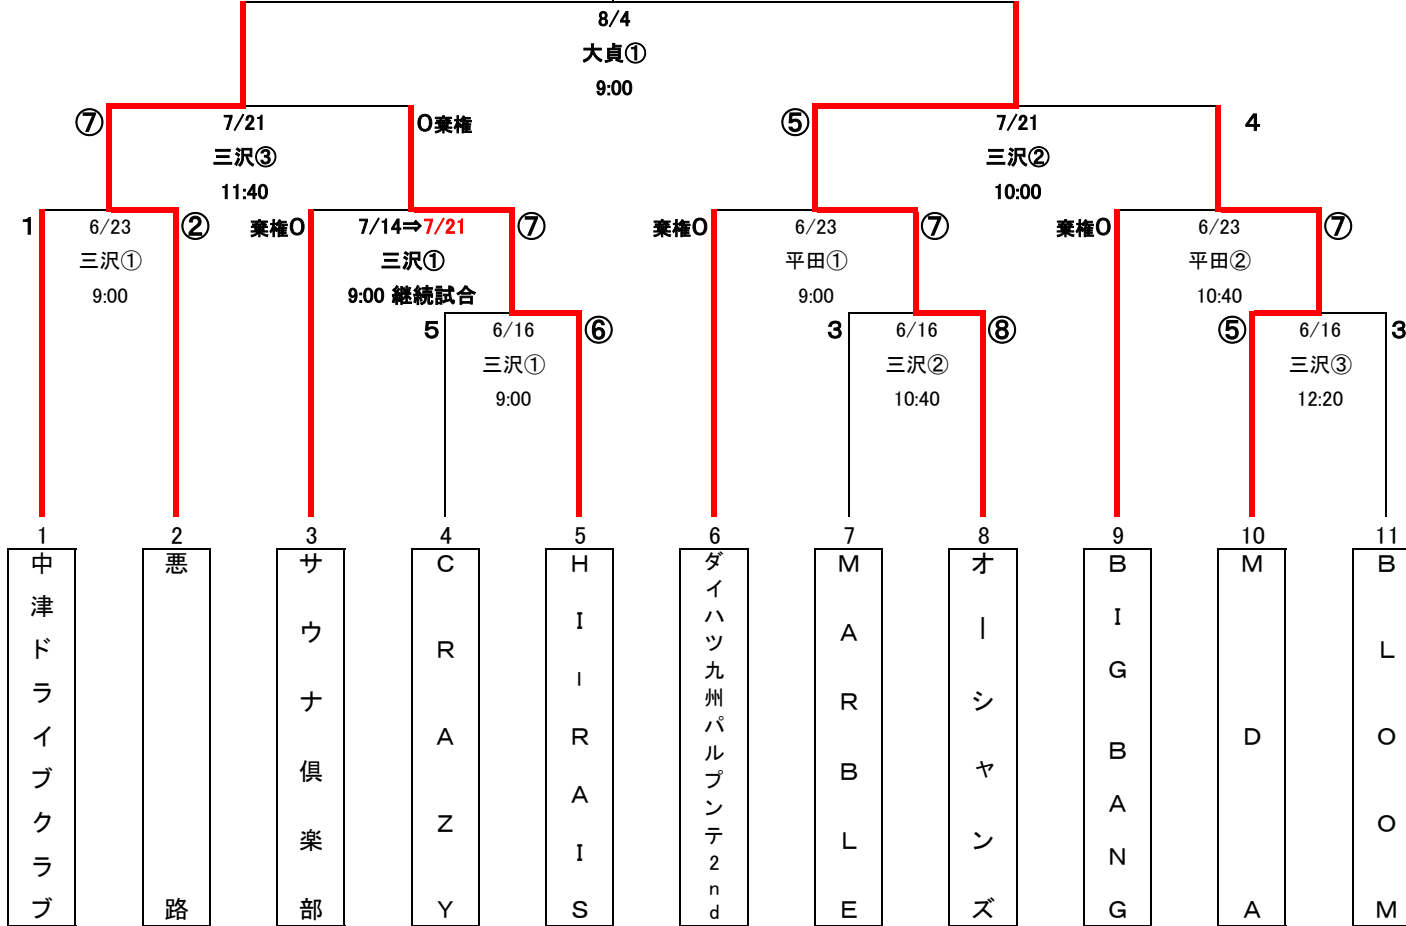 8/4
大貞①
9:00
⑦ 7/21 0棄権 ⑤ 7/21 4
三沢③ 三沢②
11:40 10:00
1 6/23 ② 棄権0 7/14⇒7/21 ⑦ 棄権0 6/23 ⑦ 棄権0 6/23 ⑦
三沢① 三沢① 平田① 平田②
9:00 9:00 継続試合 9:00 10:40
5 6/16 ⑥ 3 6/16 ⑧ ⑤ 6/16 3
三沢① 三沢② 三沢③
9:00 10:40 12:20
1 2 3 4 5 6 7 8 9 10 11
中津ドライブクラブ
悪路
サウナ倶楽部
CRAZY
HI-RAIS
ダイハツ九州パルプンテ2nd
MARBLE
オーシャンズ
BIG BANG
MDA
BLOOM